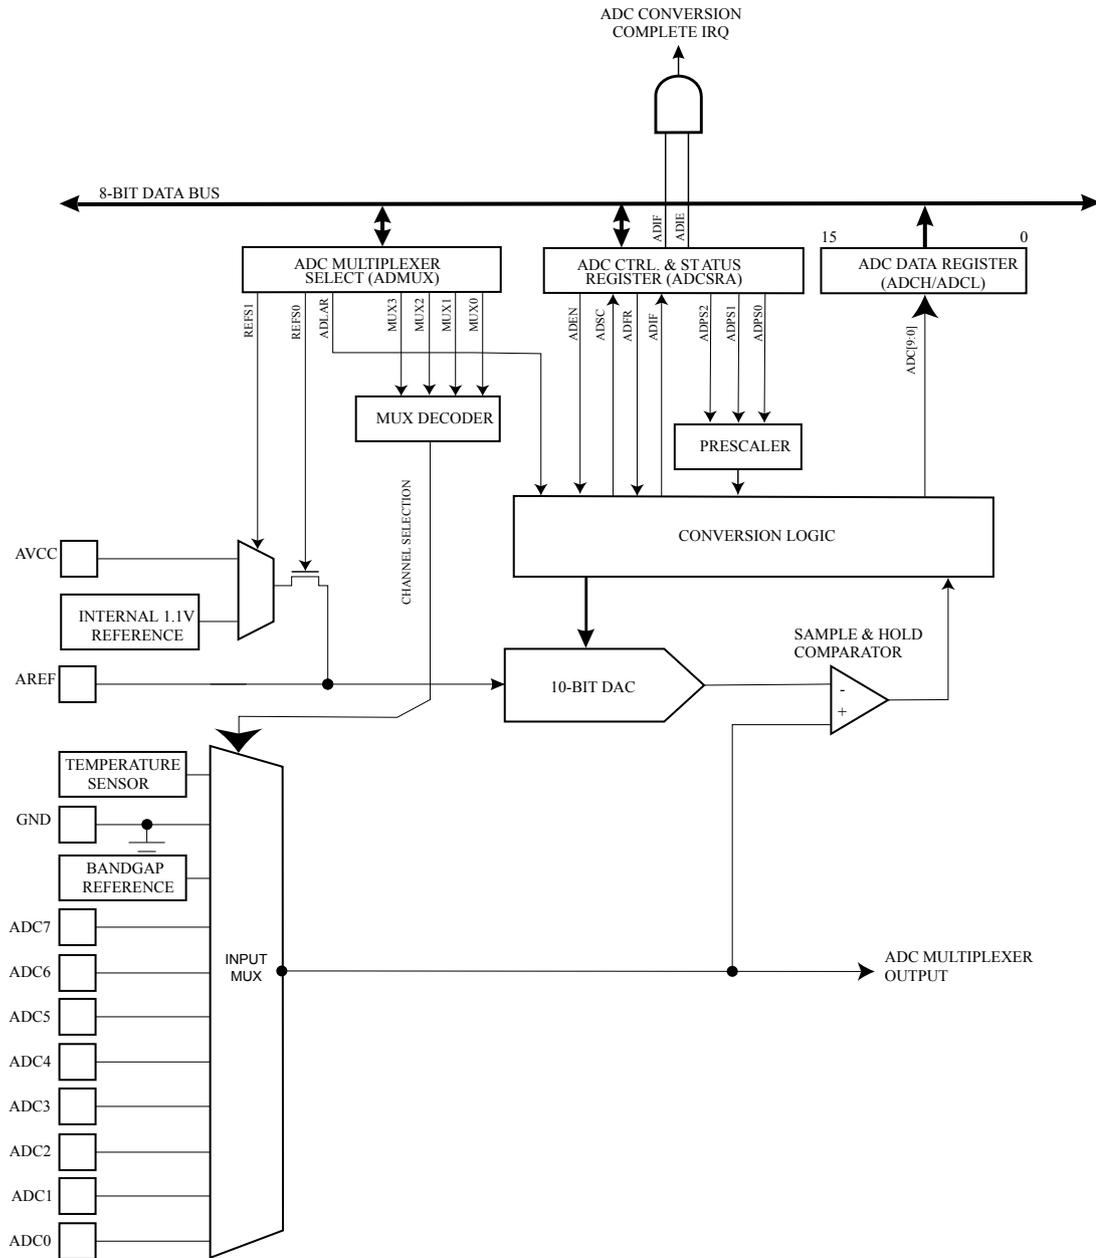 ADC CONVERSION
COMPLETE IRQ
8-BIT DATA BUS
ADIF
ADIE
15
0
ADC MULTIPLEXER
SELECT (ADMUX)
ADC CTRL. & STATUS
REGISTER (ADCSRA)
ADC DATA REGISTER
(ADCH/ADCL)
REFS1
REFS0
ADLAR
MUX3
MUX2
MUX1
MUX0
ADEN
ADSC
ADFR
ADIF
ADPS2
ADPS1
ADPS0
ADC[9:0]
MUX DECODER
PRESCALER
CHANNEL SELECTION
CONVERSION LOGIC
AVCC
INTERNAL 1.1V
REFERENCE
SAMPLE & HOLD
COMPARATOR
AREF
10-BIT DAC
-
+
TEMPERATURE
SENSOR
GND
BANDGAP
REFERENCE
ADC7
INPUT
MUX
ADC MULTIPLEXER
OUTPUT
ADC6
ADC5
ADC4
ADC3
ADC2
ADC1
ADC0